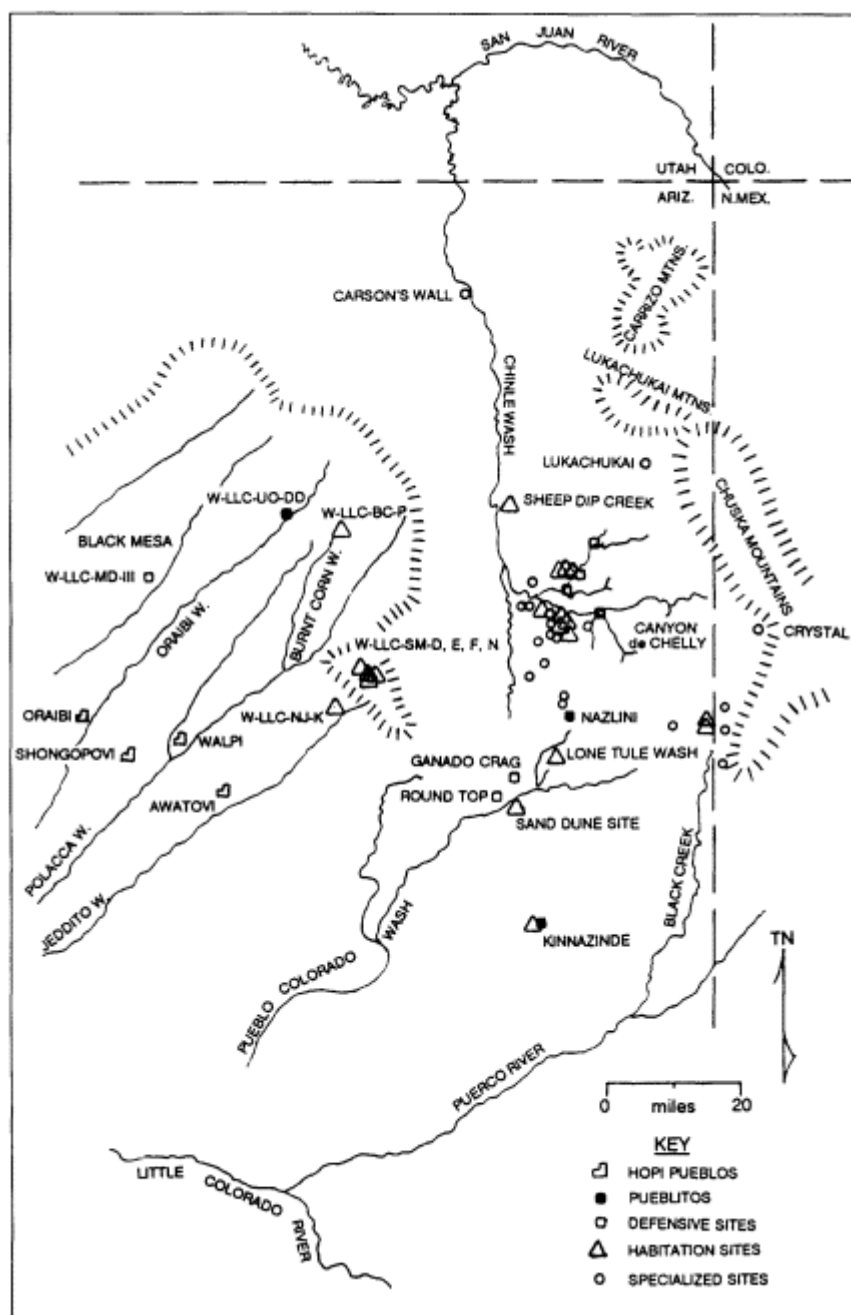 SAN JUAN RIVER
UTAH COLO.
ARIZ. N.MEX.
CARRIZO MTNS.
CARSON'S WALL
CHINLE WASH
LUKACHUKAI MTNS.
LUKACHUKAI
W-LLC-UO-DD
W-LLC-BC-P
SHEEP DIP CREEK
CHUSKA MOUNTAINS
BLACK MESA
W-LLC-MD-III
ORAIBI W.
BURNT CORN W.
W-LLC-SM-D, E, F, N
CANYON
de CHELLY
CRYSTAL
ORAIBI
W-LLC-NJ-K
NAZLINI
SHONGOPOVI
WALPI
GANADO CRAG
LONE TULE WASH
AWATOVI
ROUND TOP
SAND DUNE SITE
POLACCA W.
JEDDITO W.
BLACK CREEK
KINNAZINDE
TN
PUEBLO COLORADO WASH
PUERCO RIVER
0 miles 20
KEY
HOPI PUEBLOS
PUEBLITOS
DEFENSIVE SITES
HABITATION SITES
SPECIALIZED SITES
LITTLE COLORADO RIVER